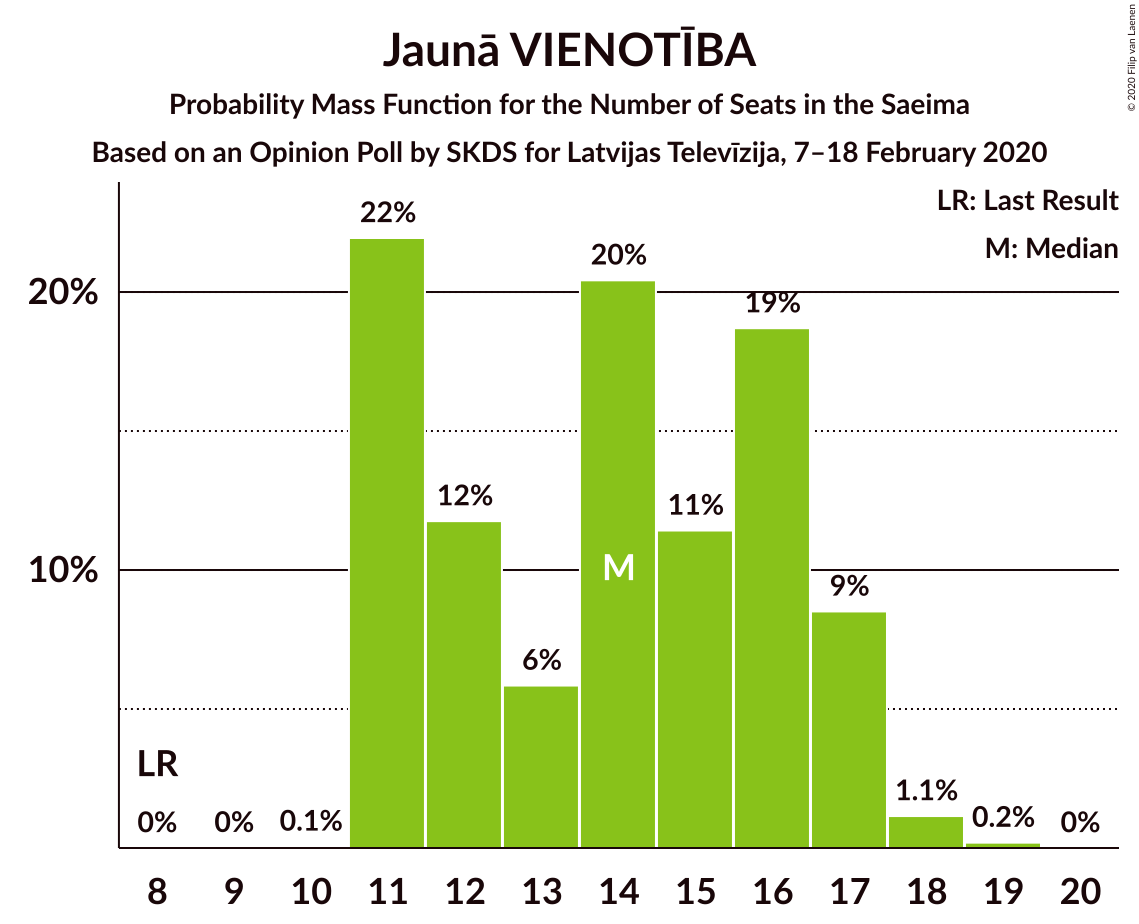 Jaunā VIENOTĪBA
Probability Mass Function for the Number of Seats in the Saeima
Based on an Opinion Poll by SKDS for Latvijas Televīzija, 7–18 February 2020
© 2020 Filip van Laenen
LR: Last Result
M: Median
22%
20%
20%
19%
12%
11%
M
10%
9%
6%
LR
0%
0%
0.1%
1.1%
0.2%
0%
8 9 10 11 12 13 14 15 16 17 18 19 20